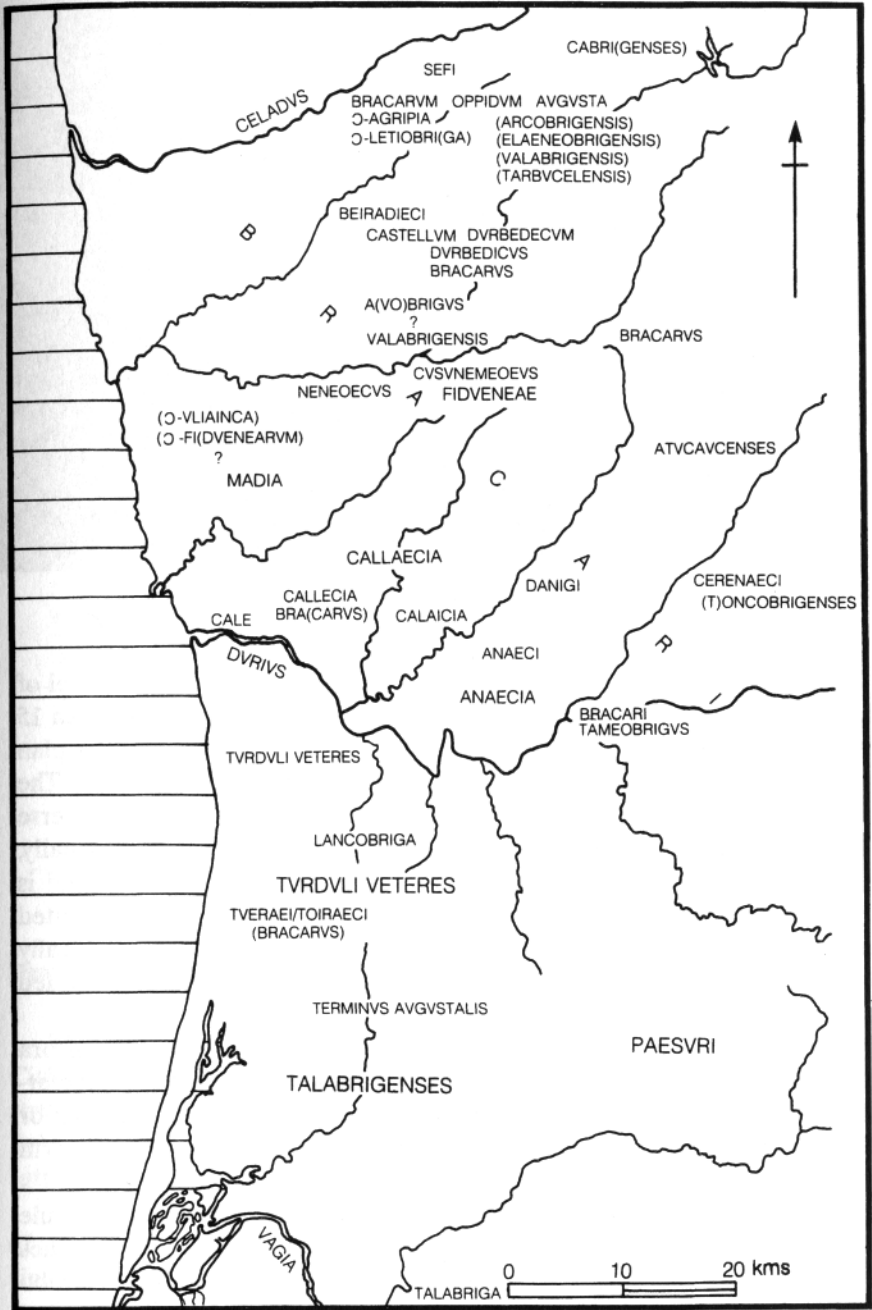 CABRI(GENSES)
SEFI
CELADVS
BRACARVM OPPIDVM AVGVSTA
Ɔ-AGRIPIA
Ɔ-LETIOBRI(GA)
(ARCOBRIGENSIS)
(ELAENEOBRIGENSIS)
(VALABRIGENSIS)
(TARBVCELENSIS)
BEIRADIECI
B
CASTELLVM DVRBEDECVM
DVRBEDICVS
BRACARVS
A(VO)BRIGVS
R
?
VALABRIGENSIS
BRACARVS
CVSVNEMEOEVS
NENEOECVS
A
FIDVENEAE
(Ɔ-VLIAINCA)
(Ɔ-FI(DVENEARVM)
?
MADIA
ATVCAVCENSES
C
CALLAECIA
A
DANIGI
CERENAECI
(T)ONCOBRIGENSES
CALLECIA
BRA(CARVS)
CALAICIA
CALE
DVRIVS
ANAECI
R
ANAECIA
I
BRACARI
TAMEOBRIGVS
TVRDVLI VETERES
LANCOBRIGA
TVRDVLI VETERES
TVERAEI/TOIRAECI
(BRACARVS)
TERMINVS AVGVSTALIS
PAESVRI
TALABRIGENSES
VAGIA
TALABRIGA
0 10 20 kms